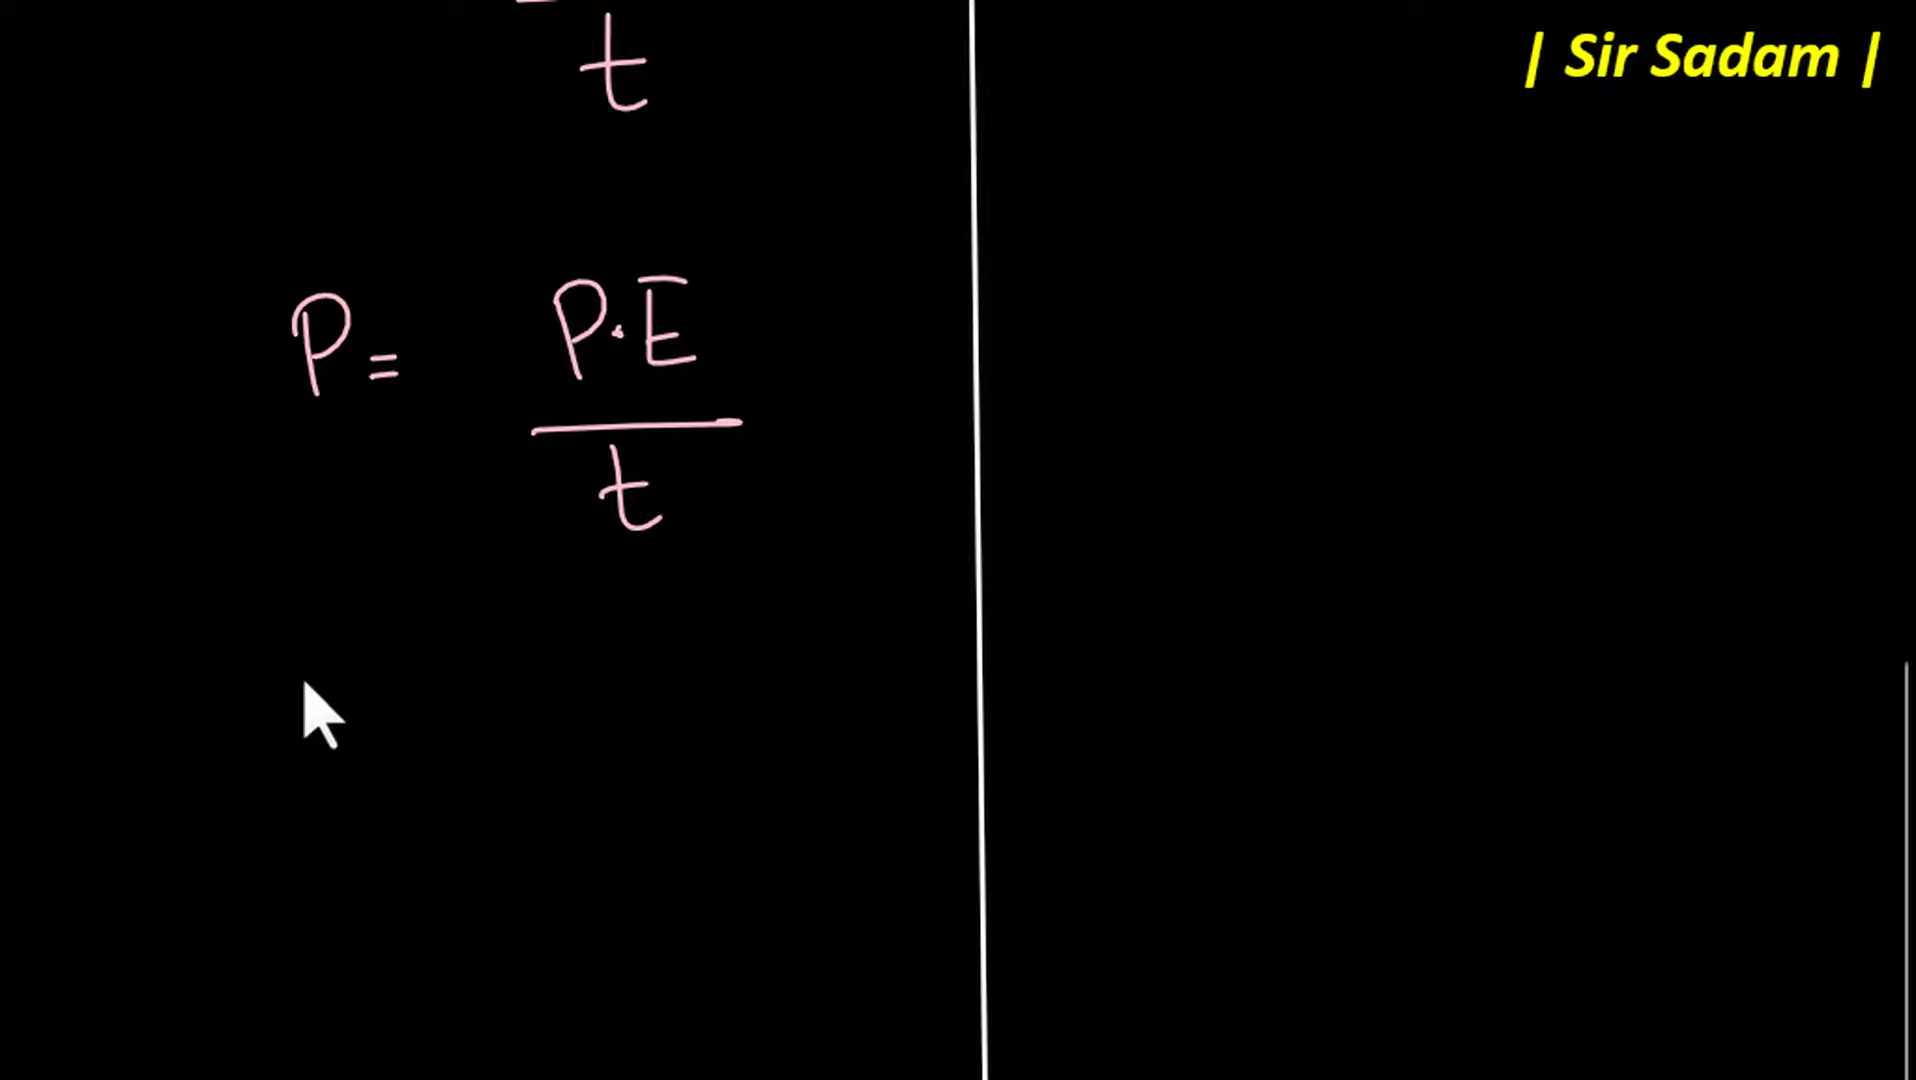 | Sir Sadam |
t
P = P.E
t